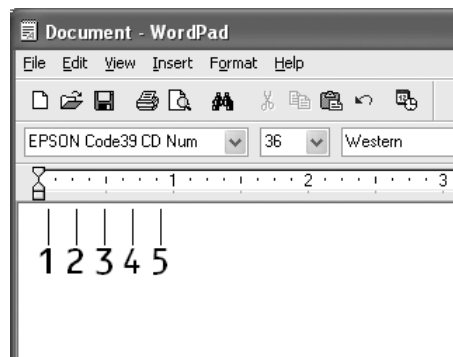 Document - WordPad
File Edit View Insert Format Help
EPSON Code39 CD Num 36 Western
1 2 3
1 2 3 4 5